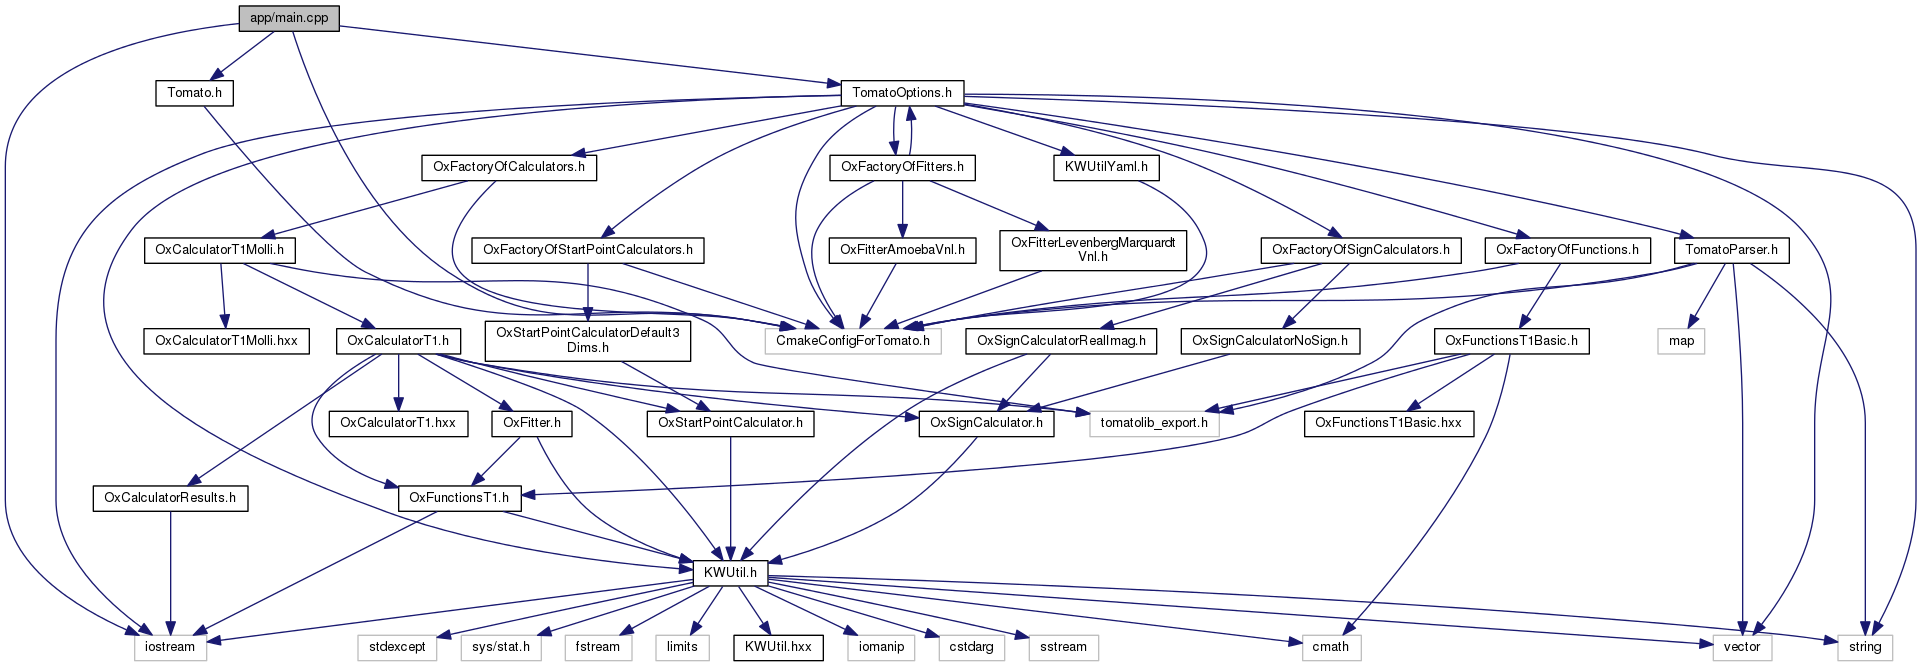 app/main.cpp
Tomato.h
TomatoOptions.h
OxFactoryOfCalculators.h
OxFactoryOfFitters.h
KWUtilYaml.h
OxCalculatorT1Molli.h
OxFactoryOfStartPointCalculators.h
OxFitterAmoebaVnl.h
OxFitterLevenbergMarquardt
Vnl.h
OxFactoryOfSignCalculators.h
OxFactoryOfFunctions.h
TomatoParser.h
OxCalculatorT1Molli.hxx
OxCalculatorT1.h
OxStartPointCalculatorDefault3
Dims.h
CmakeConfigForTomato.h
OxSignCalculatorRealImag.h
OxSignCalculatorNoSign.h
OxFunctionsT1Basic.h
map
OxCalculatorT1.hxx
OxFitter.h
OxStartPointCalculator.h
OxSignCalculator.h
tomatolib_export.h
OxFunctionsT1Basic.hxx
OxCalculatorResults.h
OxFunctionsT1.h
KWUtil.h
iostream
stdexcept
sys/stat.h
fstream
limits
KWUtil.hxx
iomanip
cstdarg
sstream
cmath
vector
string